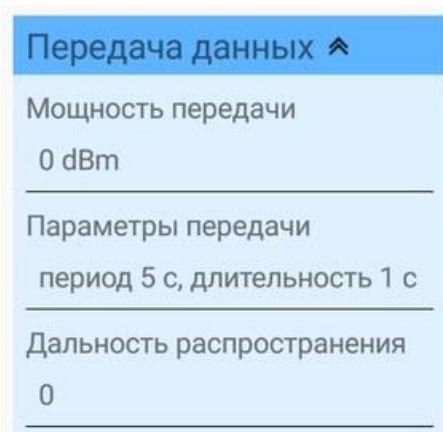 Передача данных
Мощность передачи
0 dBm
Параметры передачи
период 5 с, длительность 1 с
Дальность распространения
0